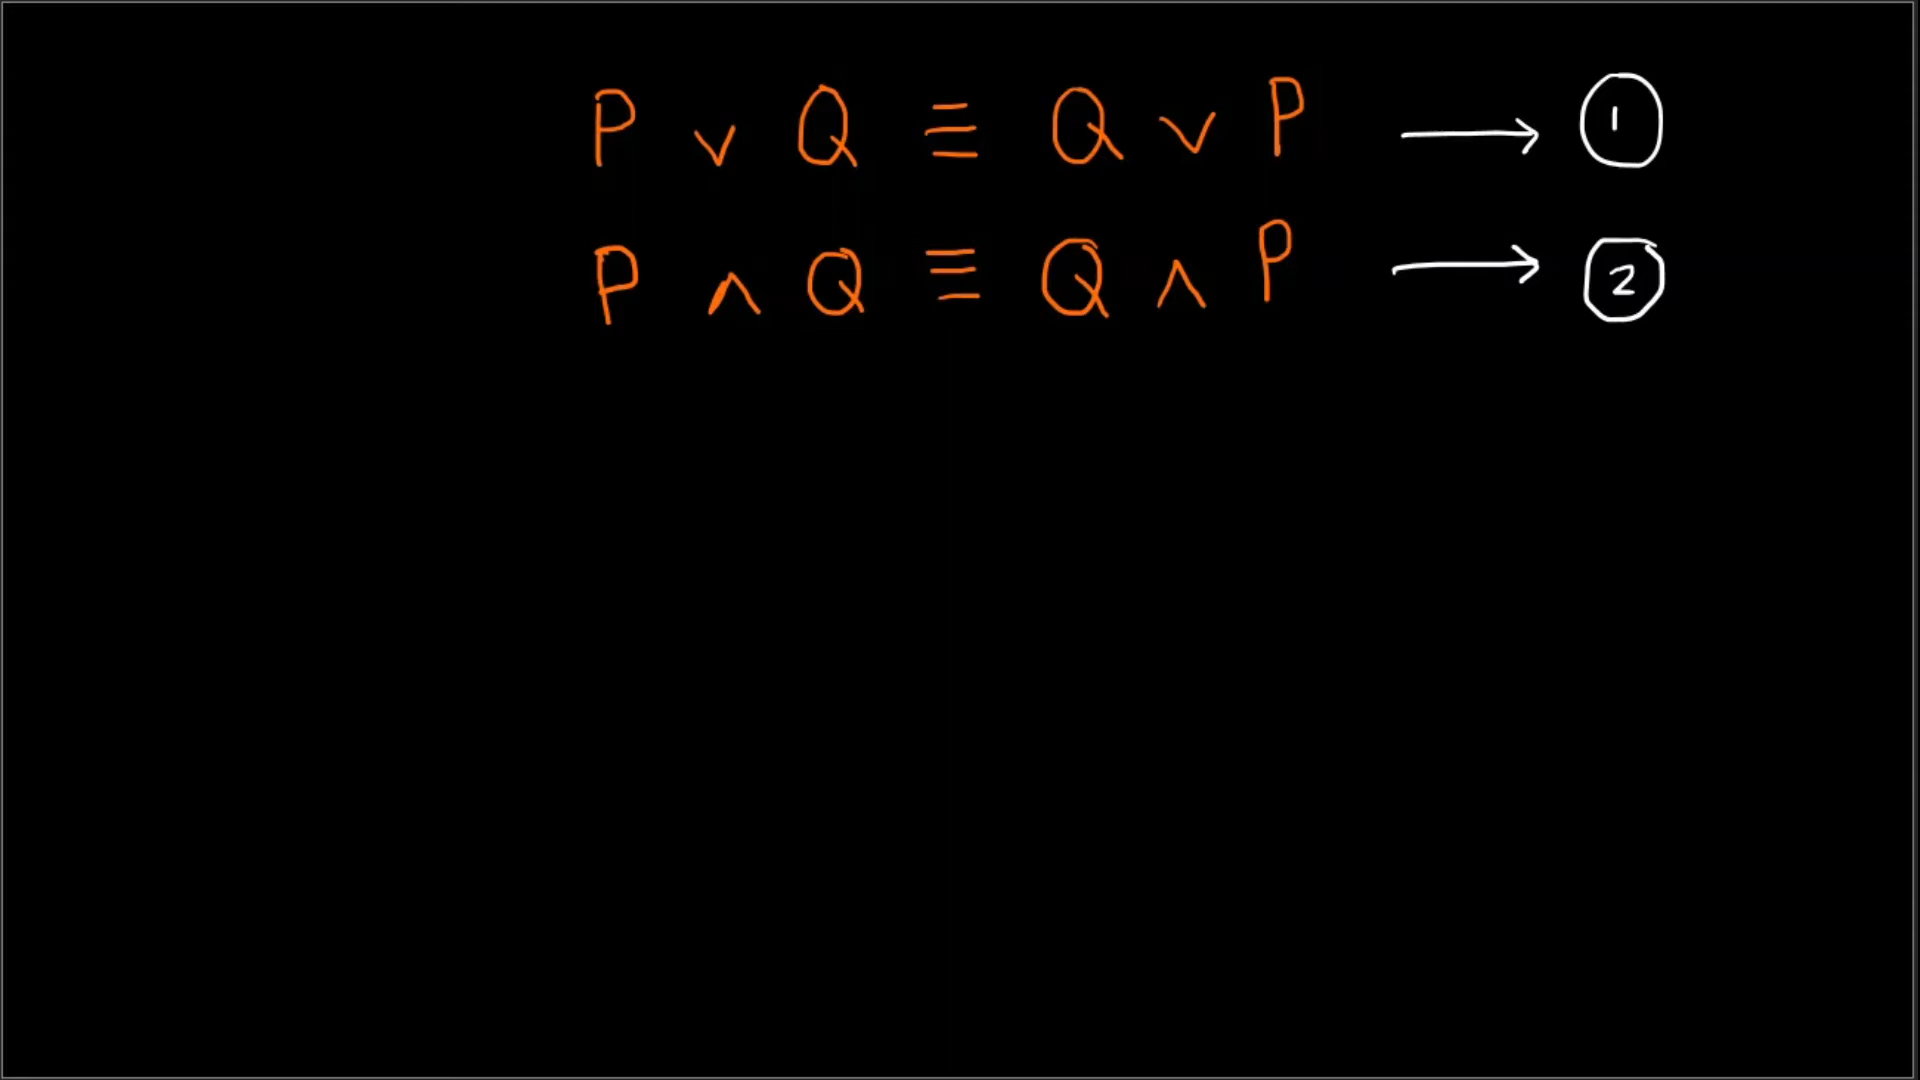 P ∨ Q ≡ Q ∨ P ⟶ ①
P ∧ Q ≡ Q ∧ P ⟶ ②